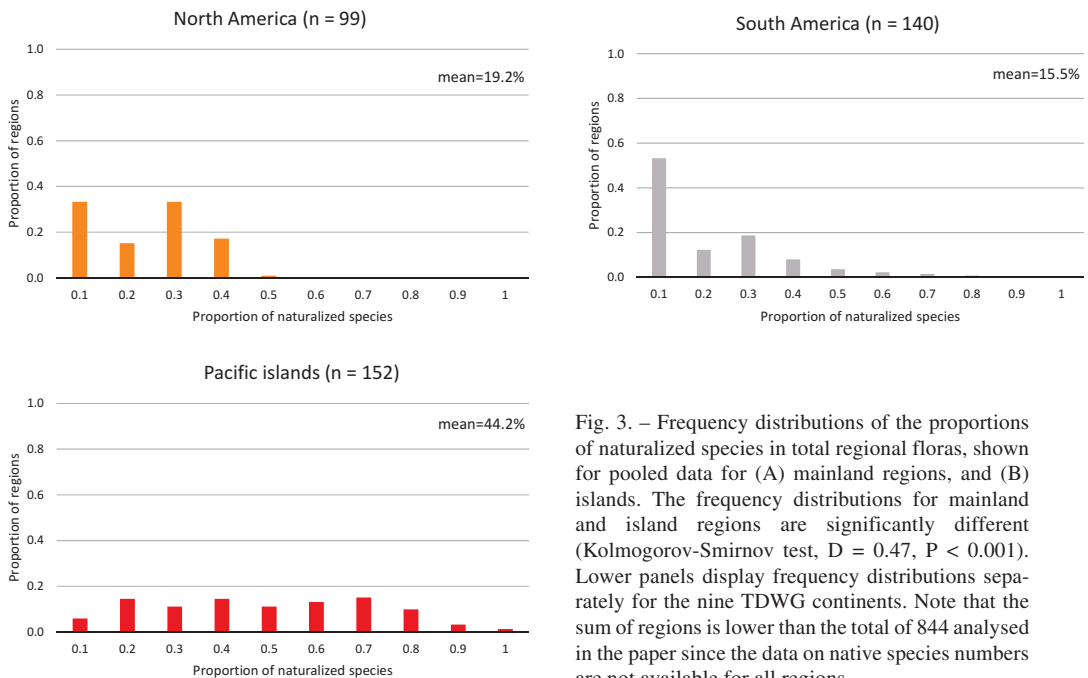 North America (n = 99)
1.0
mean=19.2%
0.8
0.6
0.4
0.2
0.0
Proportion of regions
0.1 0.2 0.3 0.4 0.5 0.6 0.7 0.8 0.9 1
Proportion of naturalized species
South America (n = 140)
1.0
mean=15.5%
0.8
0.6
0.4
0.2
0.0
Proportion of regions
0.1 0.2 0.3 0.4 0.5 0.6 0.7 0.8 0.9 1
Proportion of naturalized species
Pacific islands (n = 152)
1.0
mean=44.2%
0.8
0.6
0.4
0.2
0.0
Proportion of regions
0.1 0.2 0.3 0.4 0.5 0.6 0.7 0.8 0.9 1
Proportion of naturalized species
Fig. 3. – Frequency distributions of the proportions
of naturalized species in total regional floras, shown
for pooled data for (A) mainland regions, and (B)
islands. The frequency distributions for mainland
and island regions are significantly different
(Kolmogorov-Smirnov test, D = 0.47, P < 0.001).
Lower panels display frequency distributions sepa-
rately for the nine TDWG continents. Note that the
sum of regions is lower than the total of 844 analysed
in the paper since the data on native species numbers
are not available for all regions.